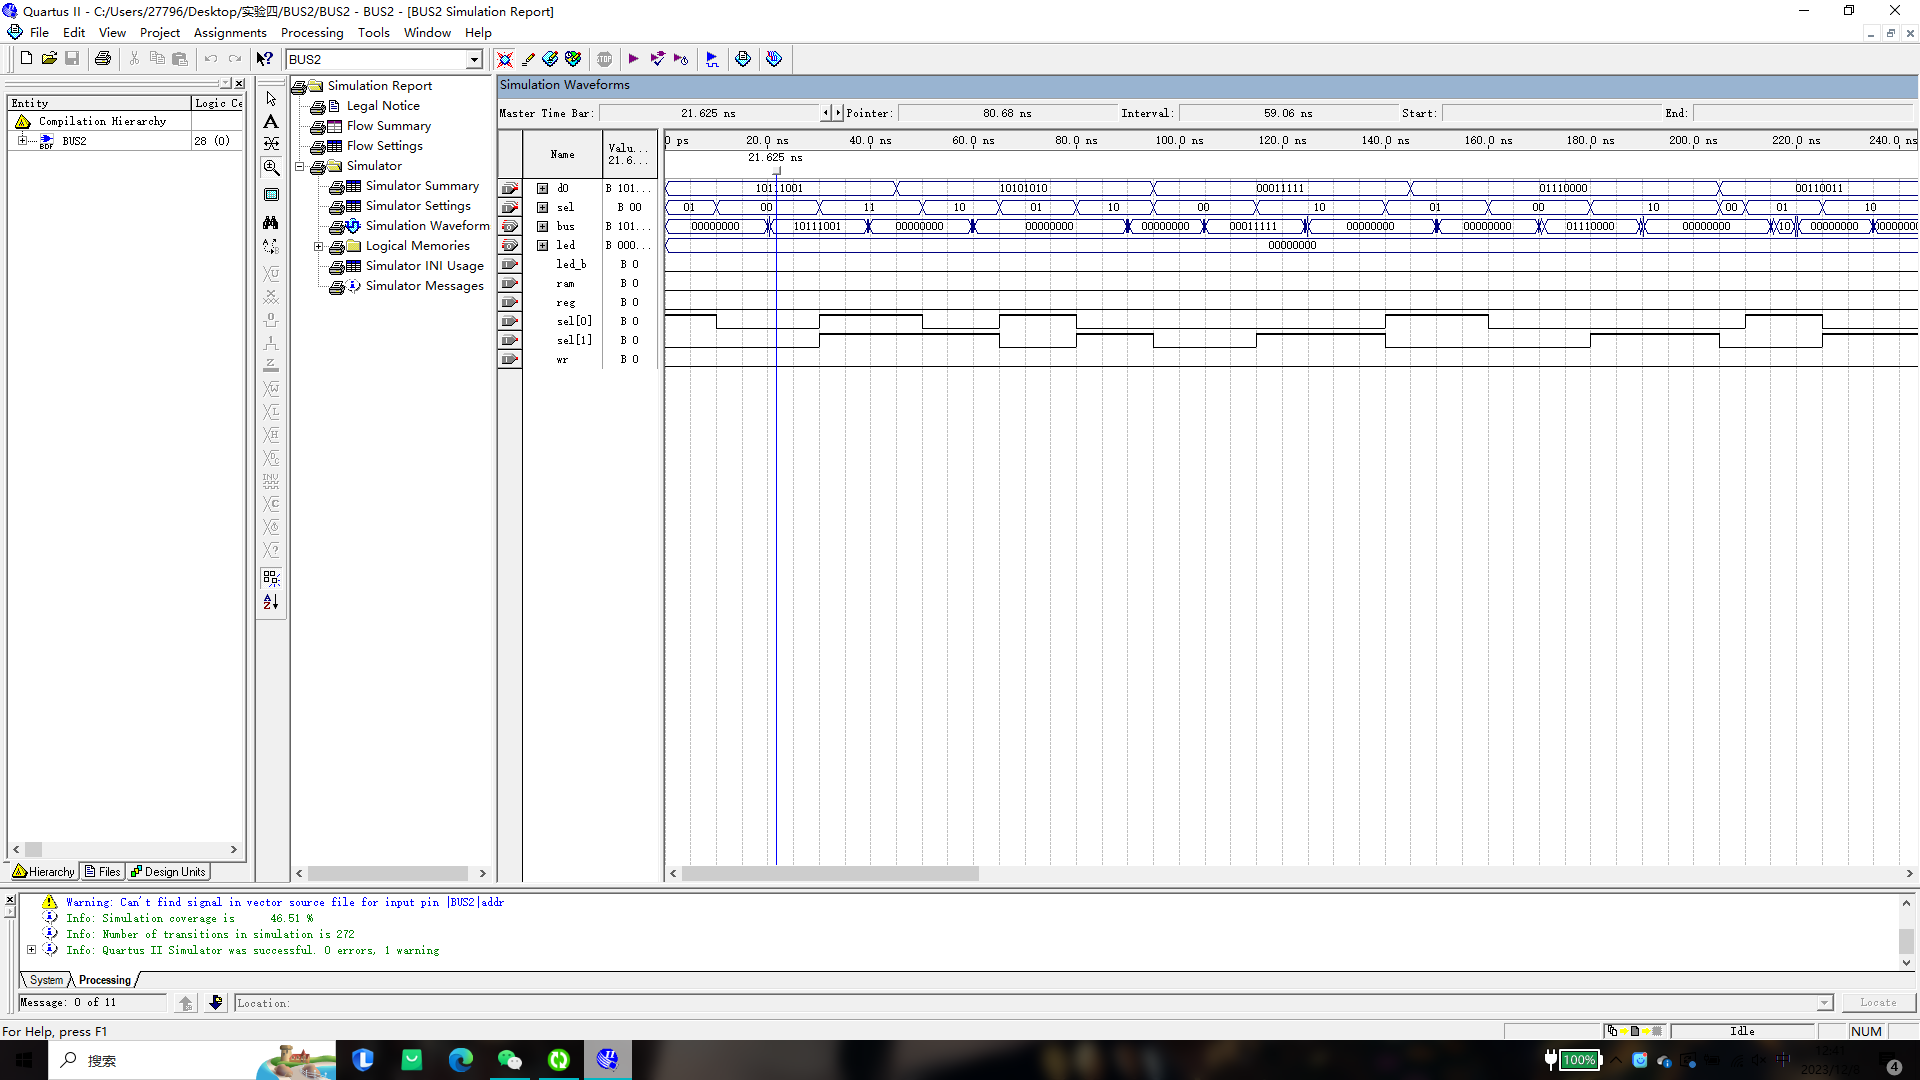 Quartus II - C:/Users/27796/Desktop/实验四/BUS2/BUS2 - BUS2 - [BUS2 Simulation Report]
File Edit View Project Assignments Processing Tools Window Help
BUS2
STOP
Entity Logic Ce
Compilation Hierarchy
BUS2 28 (0)
Hierarchy Files Design Units
Simulation Report
Legal Notice
Flow Summary
Flow Settings
Simulator
Simulator Summary
Simulator Settings
Simulation Waveform
Logical Memories
Simulator INI Usage
Simulator Messages
Simulation Waveforms
Master Time Bar: 21.625 ns Pointer: 80.68 ns Interval: 59.06 ns Start: End:
Name Valu... 21.6...
0 ps 20.0 ns 40.0 ns 60.0 ns 80.0 ns 100.0 ns 120.0 ns 140.0 ns 160.0 ns 180.0 ns 200.0 ns 220.0 ns 240.0 n
21.625 ns
d0 B 101... 10111001 10101010 00011111 01110000 00110011
sel B 00 01 00 11 10 01 10 00 10 01 00 10 00 01 10
bus B 101... 00000000 10111001 00000000 00000000 00000000 00011111 00000000 00000000 01110000 00000000 10 00000000 0000000
led B 000... 00000000
led_b B 0
ram B 0
reg B 0
sel[0] B 0
sel[1] B 0
wr B 0
Warning: Can't find signal in vector source file for input pin |BUS2|addr
Info: Simulation coverage is 46.51 %
Info: Number of transitions in simulation is 272
Info: Quartus II Simulator was successful. 0 errors, 1 warning
System Processing
Message: 0 of 11 Location: Locate
For Help, press F1 Idle NUM
搜索
100%
中
4